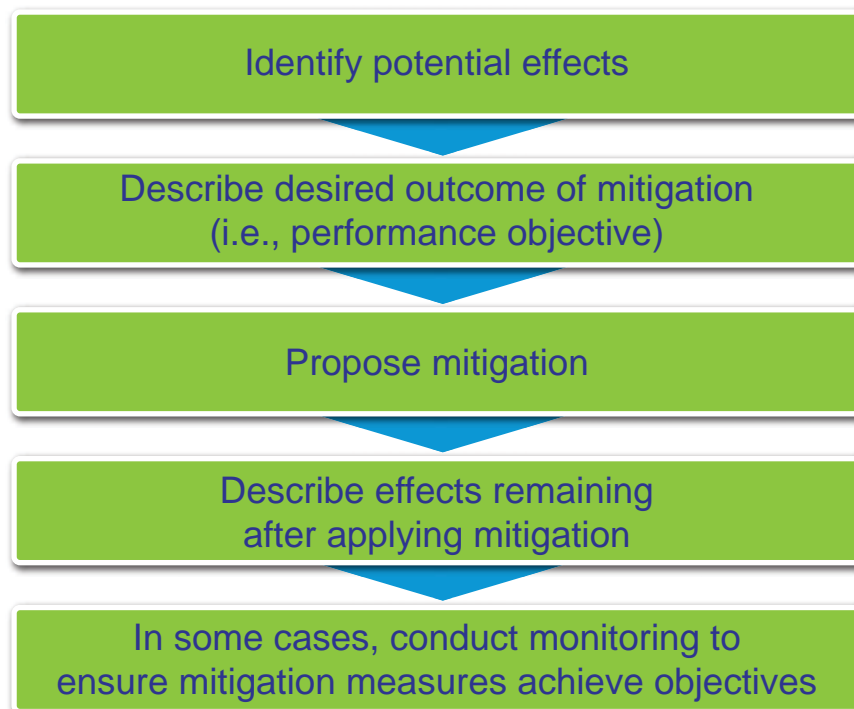 Identify potential effects
Describe desired outcome of mitigation
(i.e., performance objective)
Propose mitigation
Describe effects remaining
after applying mitigation
In some cases, conduct monitoring to
ensure mitigation measures achieve objectives